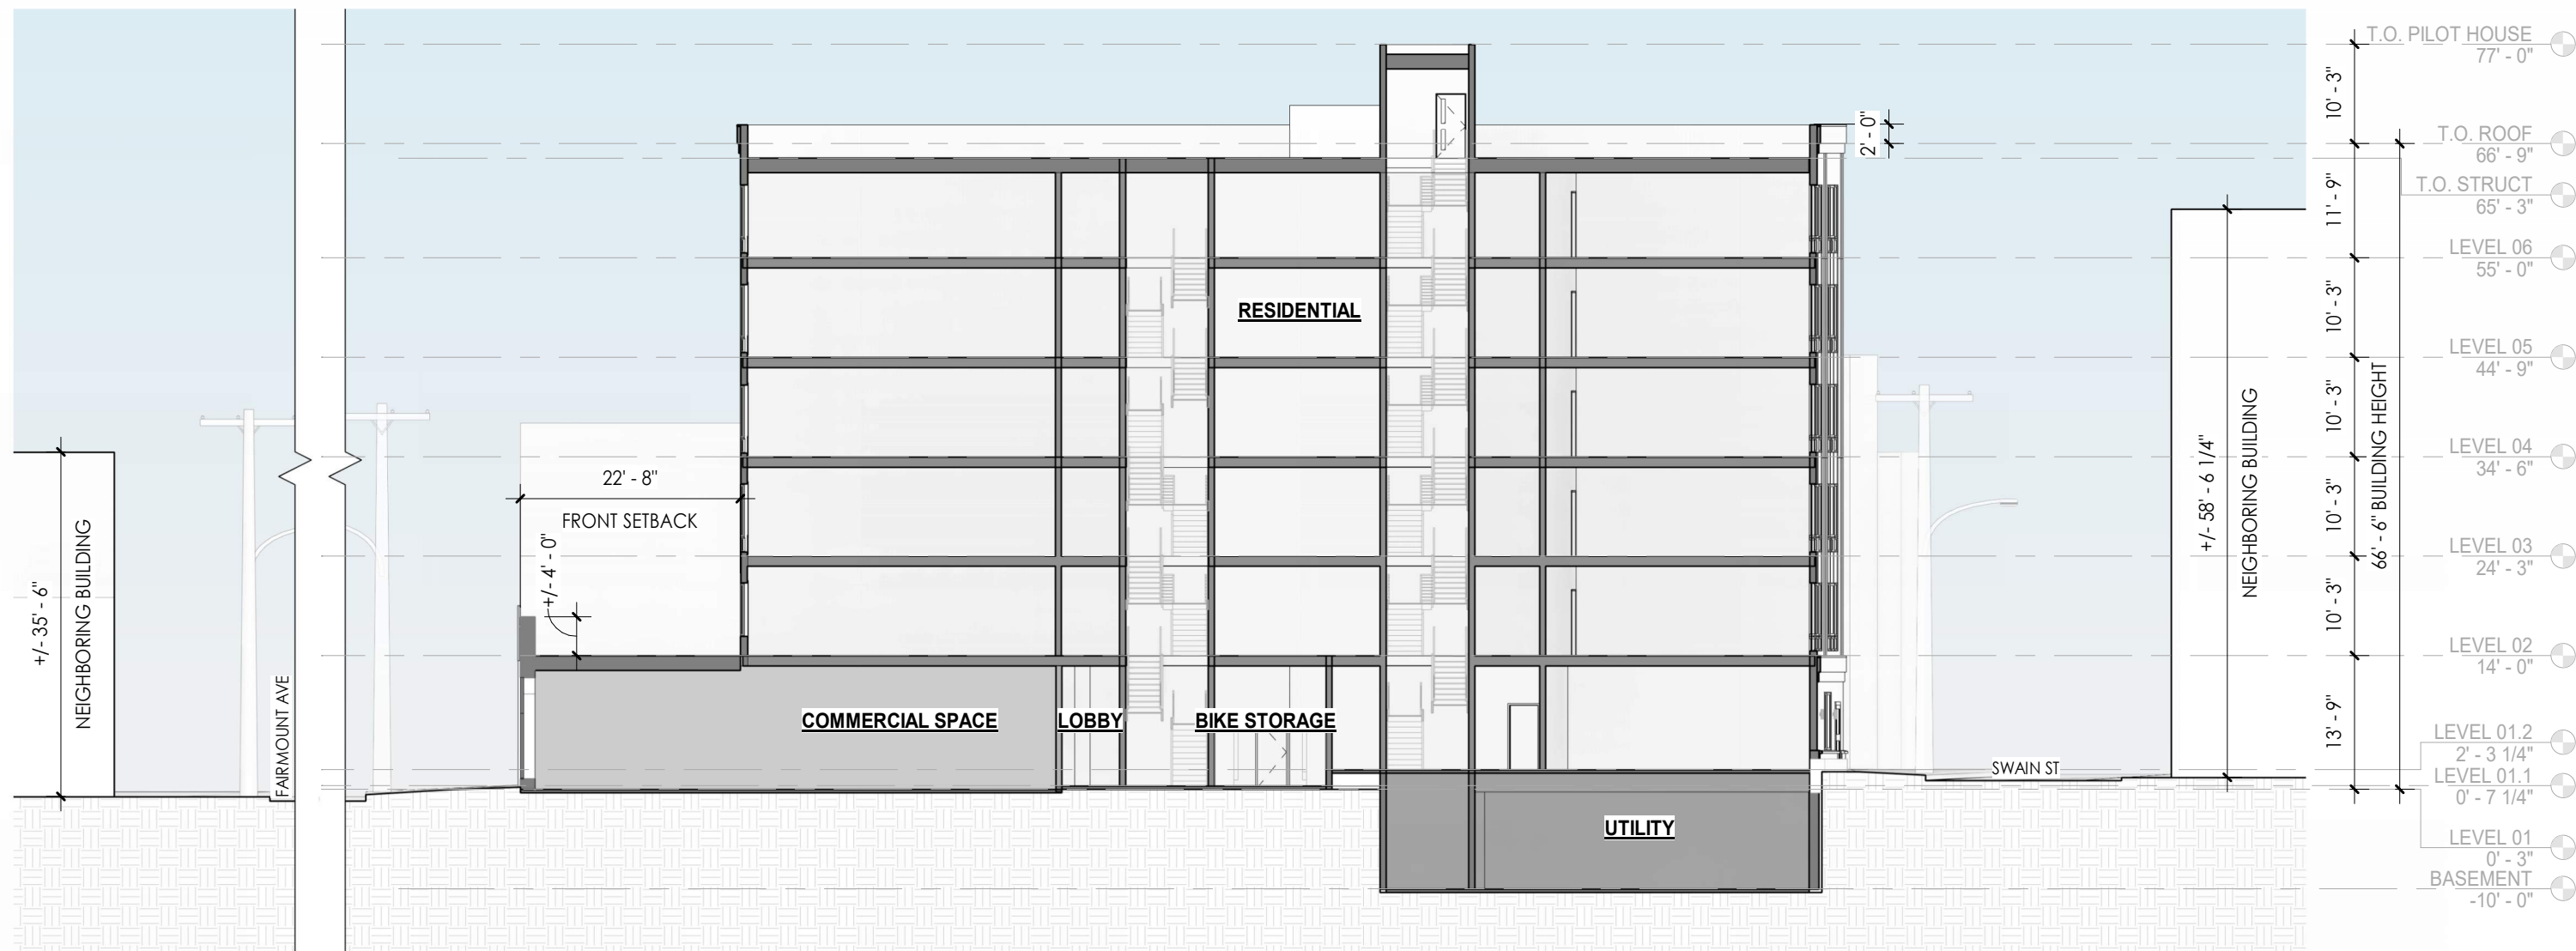 T.O. PILOT HOUSE
77' - 0"
10' - 3"
T.O. ROOF
66' - 9"
2' - 0"
T.O. STRUCT
65' - 3"
11' - 9"
LEVEL 06
55' - 0"
10' - 3"
RESIDENTIAL
LEVEL 05
44' - 9"
10' - 3"
66' - 6" BUILDING HEIGHT
LEVEL 04
34' - 6"
10' - 3"
LEVEL 03
24' - 3"
10' - 3"
LEVEL 02
14' - 0"
13' - 9"
LEVEL 01.2
2' - 3 1/4"
LEVEL 01.1
0' - 7 1/4"
LEVEL 01
0' - 3"
BASEMENT
-10' - 0"
+/- 35' - 6"
NEIGHBORING BUILDING
FAIRMOUNT AVE
22' - 8"
FRONT SETBACK
+/- 4' - 0"
COMMERCIAL SPACE
LOBBY
BIKE STORAGE
UTILITY
SWAIN ST
+/- 58' - 6 1/4"
NEIGHBORING BUILDING